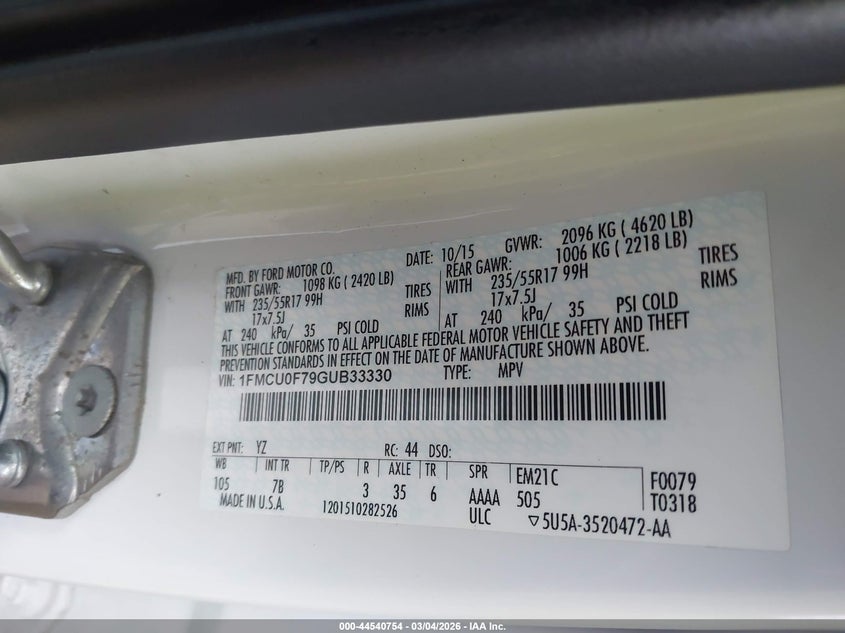 MFD. BY FORD MOTOR CO. DATE: 10/15 GVWR: 2096 KG ( 4620 LB)
FRONT GAWR: 1098 KG ( 2420 LB) REAR GAWR: 1006 KG ( 2218 LB)
WITH 235/55R17 99H TIRES WITH 235/55R17 99H TIRES
17x7.5J RIMS 17x7.5J RIMS
AT 240 kPa/ 35 PSI COLD AT 240 kPa/ 35 PSI COLD
THIS VEHICLE CONFORMS TO ALL APPLICABLE FEDERAL MOTOR VEHICLE SAFETY AND THEFT
PREVENTION STANDARDS IN EFFECT ON THE DATE OF MANUFACTURE SHOWN ABOVE.
VIN: 1FMCU0F79GUB33330 TYPE: MPV
EXT PNT: YZ RC: 44 DSO:
WB INT TR TP/PS R AXLE TR SPR EM21C F0079
105 7B 3 35 6 AAAA 505 T0318
MADE IN U.S.A. 1201510282526 ULC ▽5U5A-3520472-AA
000-44540754 - 03/04/2026 - IAA Inc.